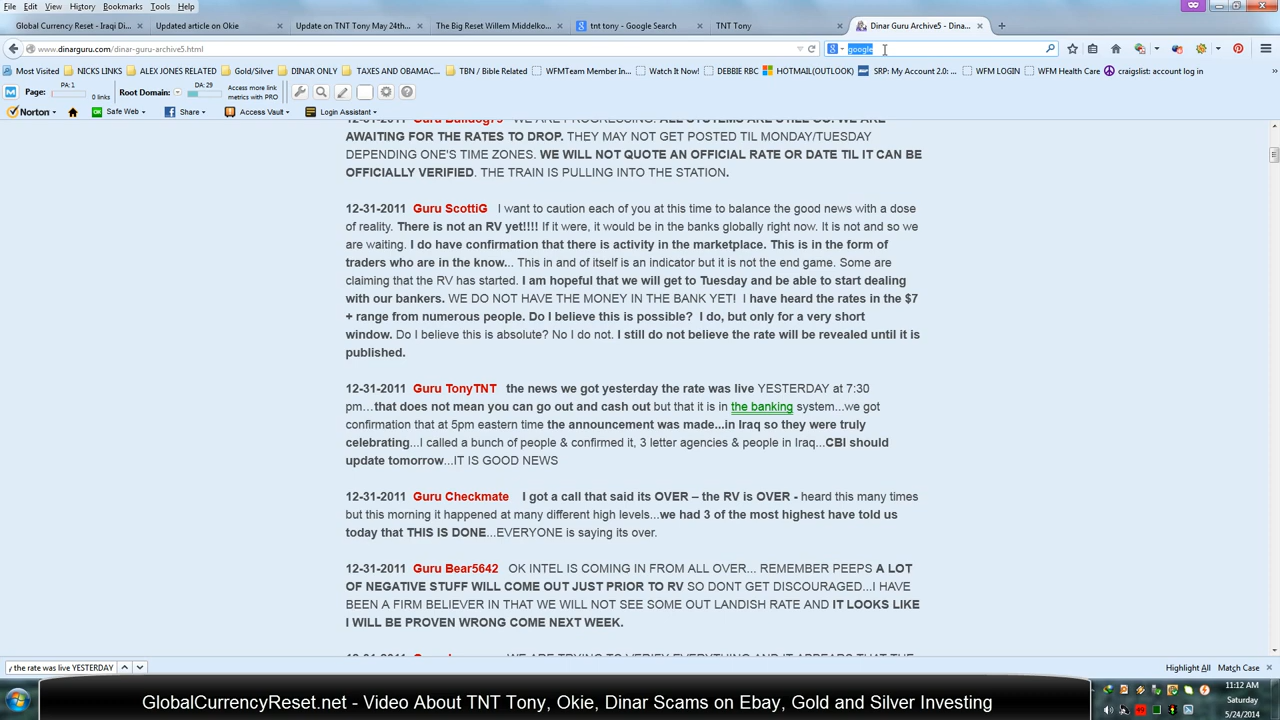 File Edit View History Bookmarks Tools Help
Global Currency Reset - Iraqi Di... Updated article on Okie Update on TNT Tony May 24th... The Big Reset Willem Middelko... tnt tony - Google Search TNT Tony Dinar Guru Archive5 - Dina...
www.dinarguru.com/dinar-guru-archive5.html google
Most Visited NICKS LINKS ALIENTONES RELATED Gold/Silver DINAR ONLY TAXES AND OBAMAC... TBN / Bible Related WFMTeam Member In... Watch It Now! DEBBIE RBC HOTMAIL(OUTLOOK) SRP: My Account 2.0: ... WFM LOGIN WFM Health Care craigslist: account log in
Page: PA: 1 0 links Root Domain: DA: 29 Access more link metrics with PRO
Norton Safe Web Share Access Vault Login Assistant
AWAITING FOR THE RATES TO DROP. THEY MAY NOT GET POSTED TIL MONDAY/TUESDAY
DEPENDING ONE'S TIME ZONES. WE WILL NOT QUOTE AN OFFICIAL RATE OR DATE TIL IT CAN BE
OFFICIALLY VERIFIED. THE TRAIN IS PULLING INTO THE STATION.
12-31-2011 Guru ScottiG I want to caution each of you at this time to balance the good news with a dose
of reality. There is not an RV yet!!!! If it were, it would be in the banks globally right now. It is not and so we
are waiting. I do have confirmation that there is activity in the marketplace. This is in the form of
traders who are in the know... This in and of itself is an indicator but it is not the end game. Some are
claiming that the RV has started. I am hopeful that we will get to Tuesday and be able to start dealing
with our bankers. WE DO NOT HAVE THE MONEY IN THE BANK YET! I have heard the rates in the $7
+ range from numerous people. Do I believe this is possible? I do, but only for a very short
window. Do I believe this is absolute? No I do not. I still do not believe the rate will be revealed until it is
published.
12-31-2011 Guru TonyTNT the news we got yesterday the rate was live YESTERDAY at 7:30
pm...that does not mean you can go out and cash out but that it is in the banking system...we got
confirmation that at 5pm eastern time the announcement was made...in Iraq so they were truly
celebrating...I called a bunch of people & confirmed it, 3 letter agencies & people in Iraq...CBI should
update tomorrow...IT IS GOOD NEWS
12-31-2011 Guru Checkmate I got a call that said its OVER – the RV is OVER - heard this many times
but this morning it happened at many different high levels...we had 3 of the most highest have told us
today that THIS IS DONE...EVERYONE is saying its over.
12-31-2011 Guru Bear5642 OK INTEL IS COMING IN FROM ALL OVER... REMEMBER PEEPS A LOT
OF NEGATIVE STUFF WILL COME OUT JUST PRIOR TO RV SO DONT GET DISCOURAGED...I HAVE
BEEN A FIRM BELIEVER IN THAT WE WILL NOT SEE SOME OUT LANDISH RATE AND IT LOOKS LIKE
I WILL BE PROVEN WRONG COME NEXT WEEK.
y the rate was live YESTERDAY Highlight All Match Case
GlobalCurrencyReset.net - Video About TNT Tony, Okie, Dinar Scams on Ebay, Gold and Silver Investing
11:12 AM
Saturday
5/24/2014